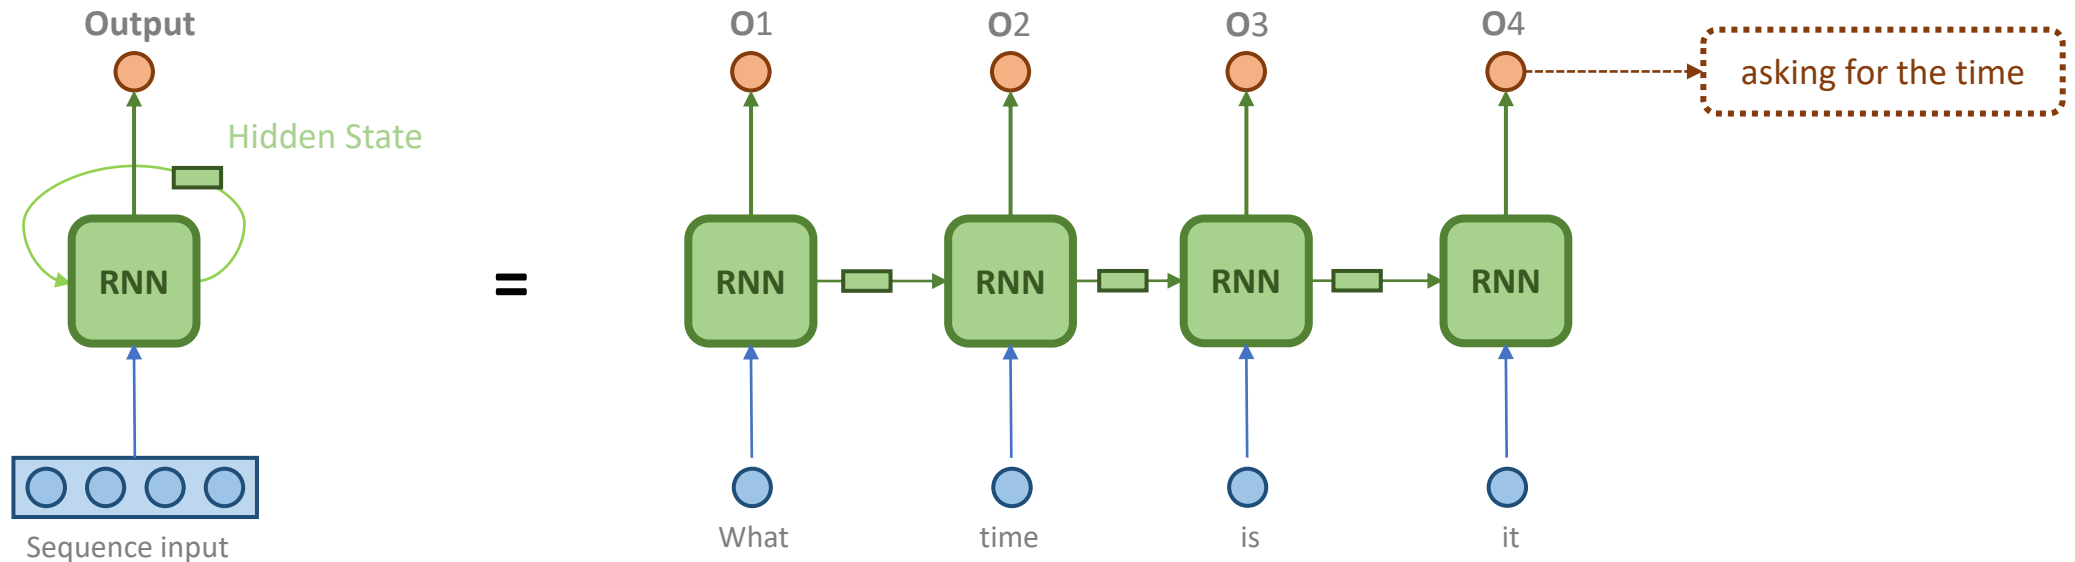 Output
O1
O2
O3
O4
asking for the time
Hidden State
RNN
=
RNN
RNN
RNN
RNN
Sequence input
What
time
is
it